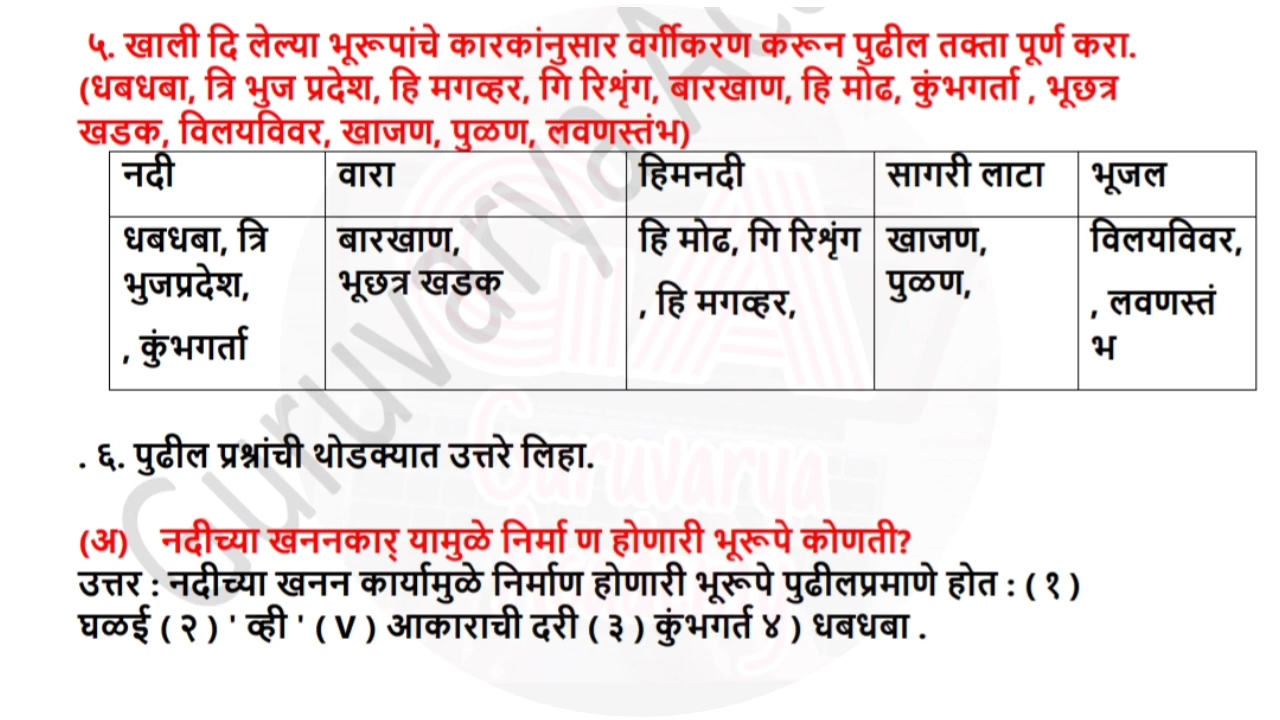 ५. खाली दि लेल्या भूरूपांचे कारकांनुसार वर्गीकरण करून पुढील तक्ता पूर्ण करा.
(धबधबा, त्रि भुज प्रदेश, हि मगव्हर, गि रिशृंग, बारखाण, हि मोढ, कुंभगर्ता , भूछत्र
खडक, विलयविवर, खाजण, पुळण, लवणस्तंभ)
नदी वारा हिमनदी सागरी लाटा भूजल
धबधबा, त्रि बारखाण, हि मोढ, गि रिशृंग खाजण, विलयविवर,
भुजप्रदेश, भूछत्र खडक , हि मगव्हर, पुळण, , लवणस्तं
, कुंभगर्ता भ
. ६. पुढील प्रश्नांची थोडक्यात उत्तरे लिहा.
(अ) नदीच्या खननकार् यामुळे निर्मा ण होणारी भूरूपे कोणती?
उत्तर : नदीच्या खनन कार्यामुळे निर्माण होणारी भूरूपे पुढीलप्रमाणे होत : ( १ )
घळई ( २ ) ' व्ही ' ( V ) आकाराची दरी ( ३ ) कुंभगर्त ४ ) धबधबा .